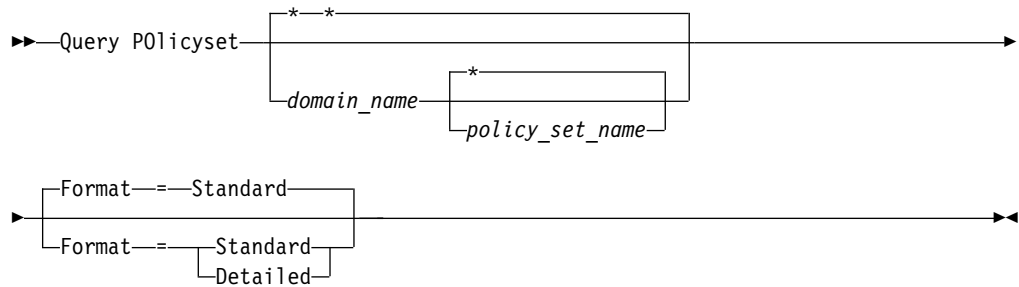 * *
Query POlicyset
*
domain_name
policy_set_name
Format = Standard
Format = Standard
Detailed